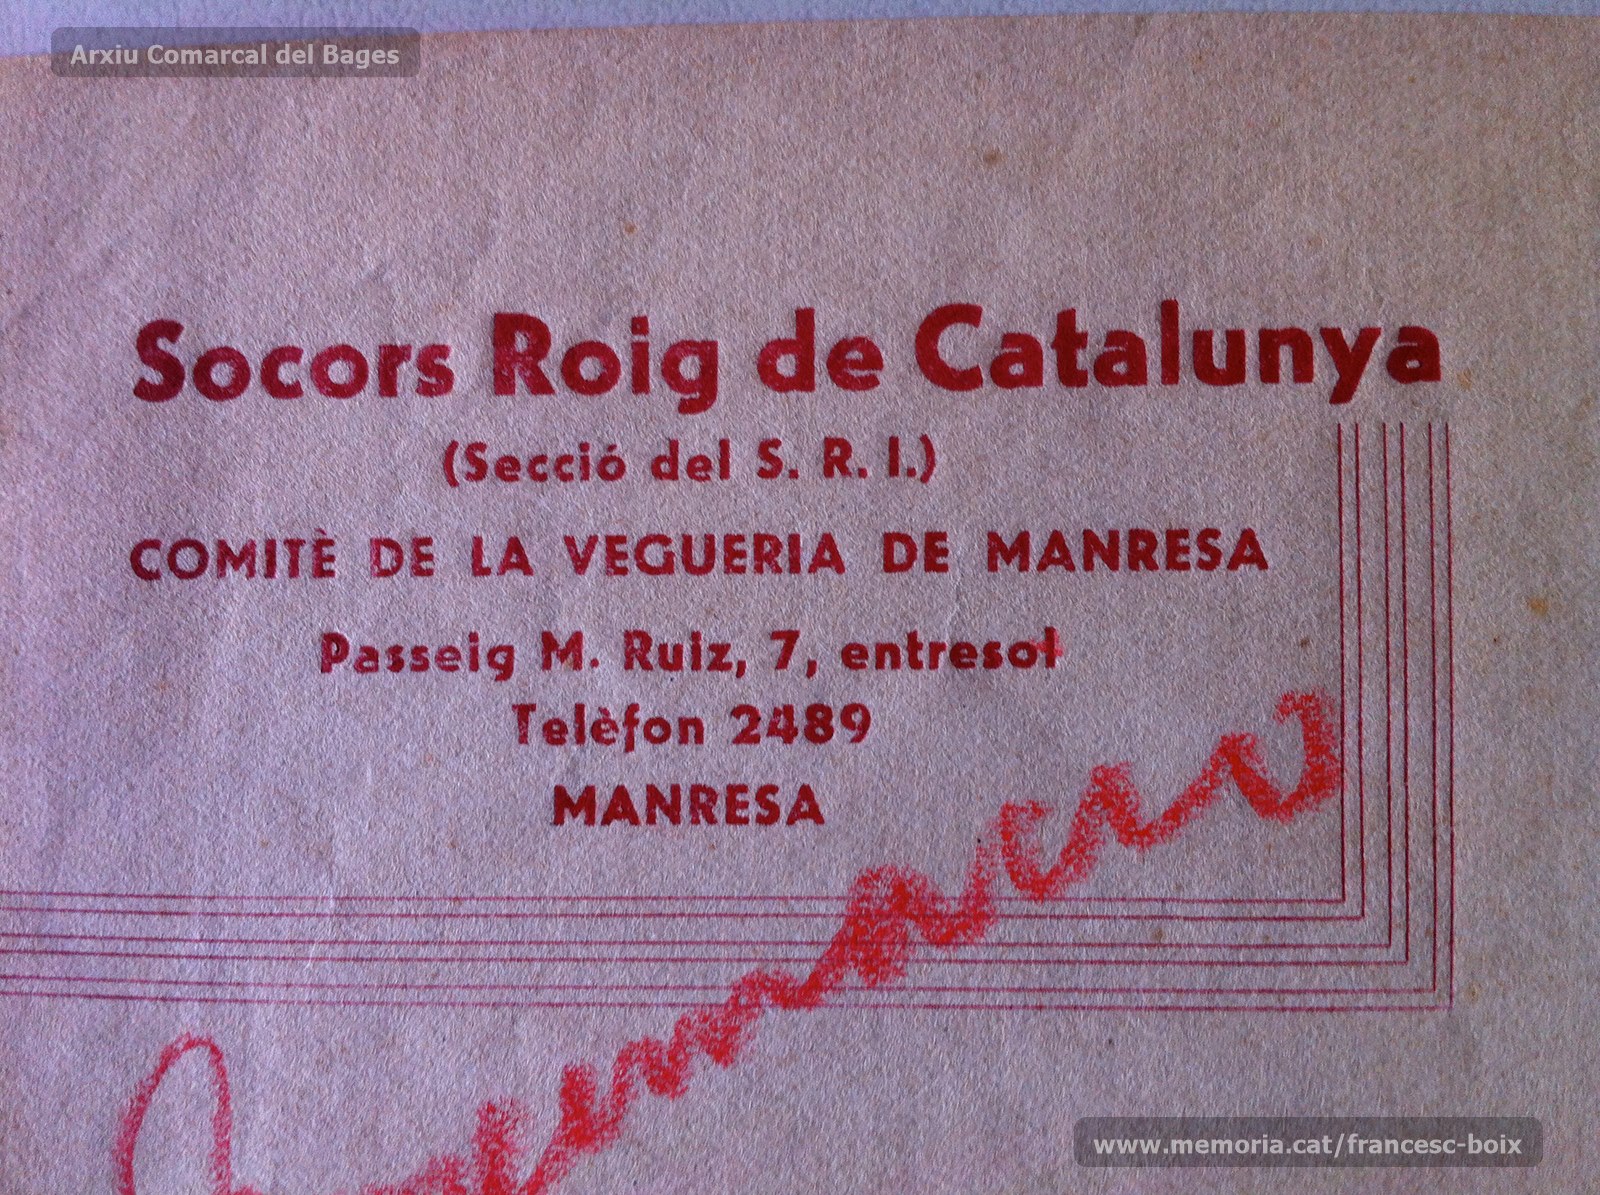 Arxiu Comarcal del Bages
Socors Roig de Catalunya
(Secció del S. R. I.)
COMITÈ DE LA VEGUERIA DE MANRESA
Passeig M. Ruiz, 7, entresol
Telèfon 2489
MANRESA
www.memoria.cat/francesc-boix